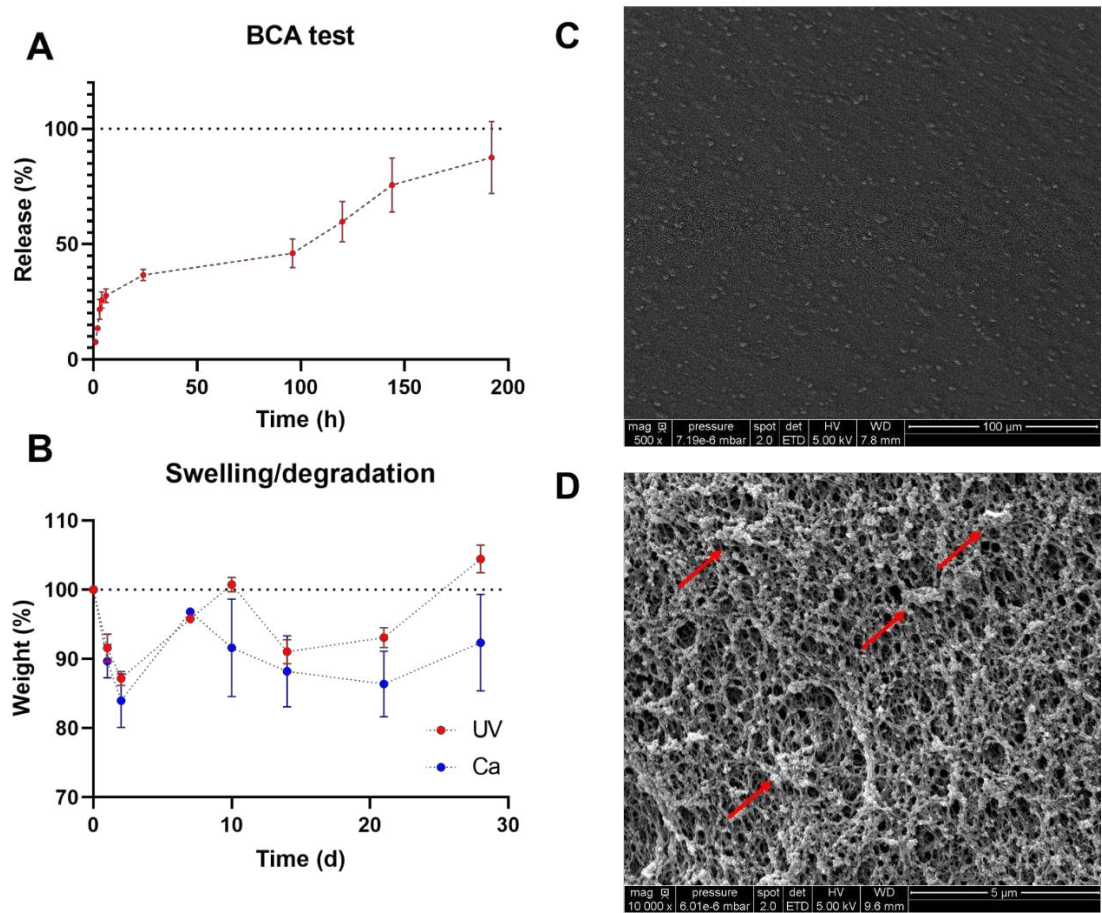 A
BCA test
100
50
0
Release (%)
0 50 100 150 200
Time (h)
B
Swelling/degradation
110
100
90
80
70
Weight (%)
UV
Ca
0 10 20 30
Time (d)
C
mag pressure spot det HV WD
500 x 7.19e-6 mbar 2.0 ETD 5.00 kV 7.8 mm
100 µm
D
mag pressure spot det HV WD
10 000 x 6.01e-6 mbar 2.0 ETD 5.00 kV 9.6 mm
5 µm